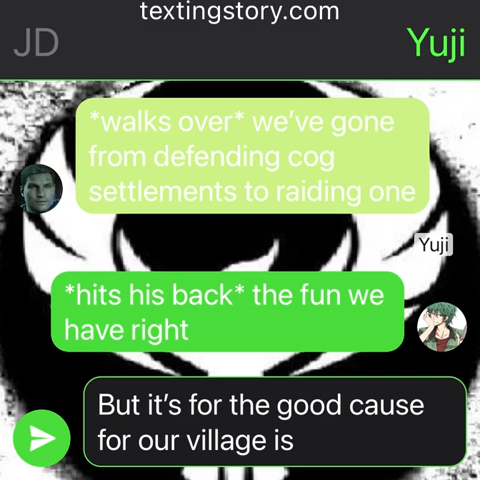 textingstory.com
JD
Yuji
*walks over* we’ve gone
from defending cog
settlements to raiding one
Yuji
*hits his back* the fun we
have right
But it’s for the good cause
for our village is